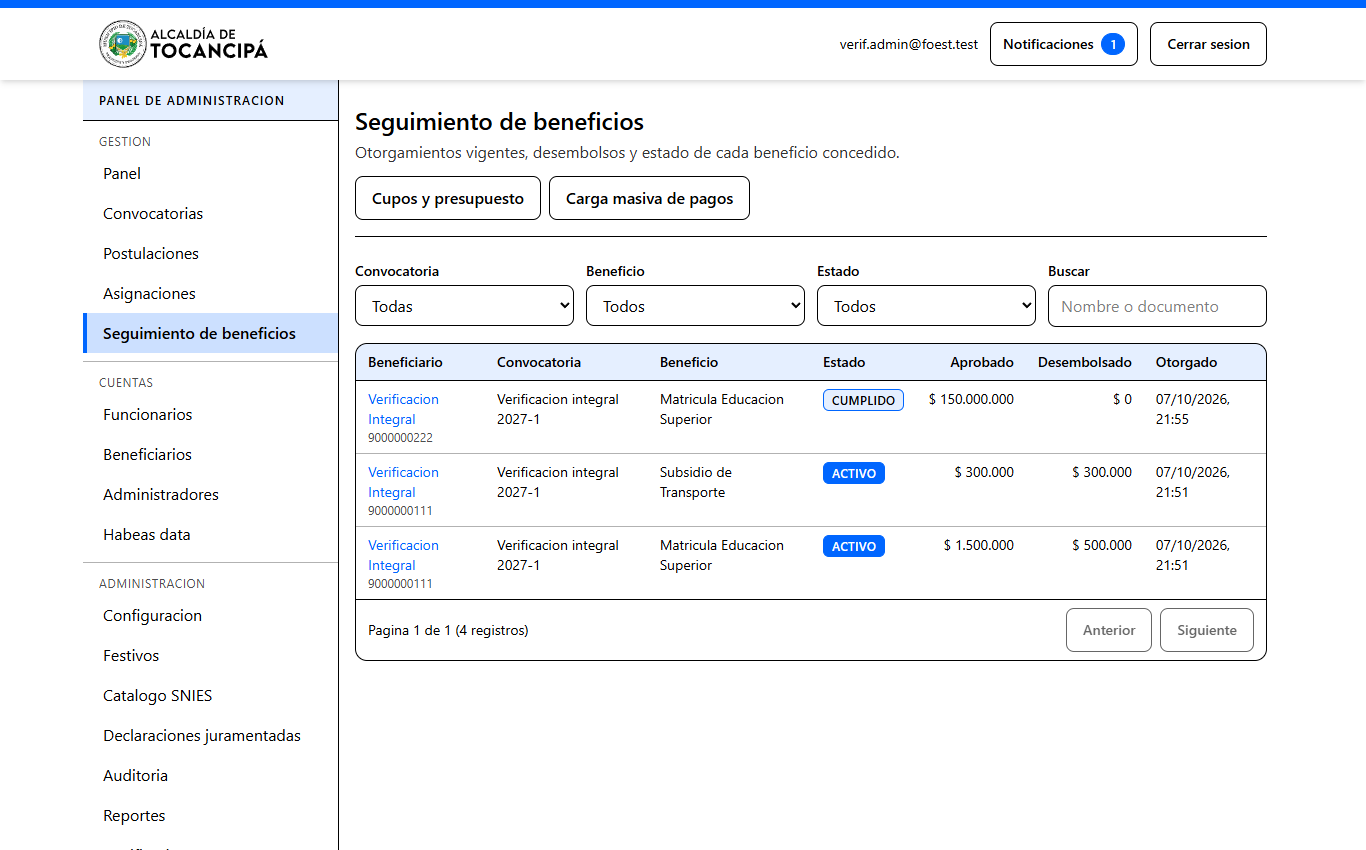 ALCALDÍA DE
TOCANCIPÁ
verif.admin@foest.test
Notificaciones 1
Cerrar sesion
PANEL DE ADMINISTRACION
GESTION
Panel
Convocatorias
Postulaciones
Asignaciones
Seguimiento de beneficios
CUENTAS
Funcionarios
Beneficiarios
Administradores
Habeas data
ADMINISTRACION
Configuracion
Festivos
Catalogo SNIES
Declaraciones juramentadas
Auditoria
Reportes
Seguimiento de beneficios
Otorgamientos vigentes, desembolsos y estado de cada beneficio concedido.
Cupos y presupuesto
Carga masiva de pagos
Convocatoria Beneficio Estado Buscar
Todas Todos Todos Nombre o documento
Beneficiario Convocatoria Beneficio Estado Aprobado Desembolsado Otorgado
Verificacion Verificacion integral Matricula Educacion CUMPLIDO $ 150.000.000 $ 0 07/10/2026,
Integral 2027-1 Superior 21:55
9000000222
Verificacion Verificacion integral Subsidio de ACTIVO $ 300.000 $ 300.000 07/10/2026,
Integral 2027-1 Transporte 21:51
9000000111
Verificacion Verificacion integral Matricula Educacion ACTIVO $ 1.500.000 $ 500.000 07/10/2026,
Integral 2027-1 Superior 21:51
9000000111
Pagina 1 de 1 (4 registros) Anterior Siguiente